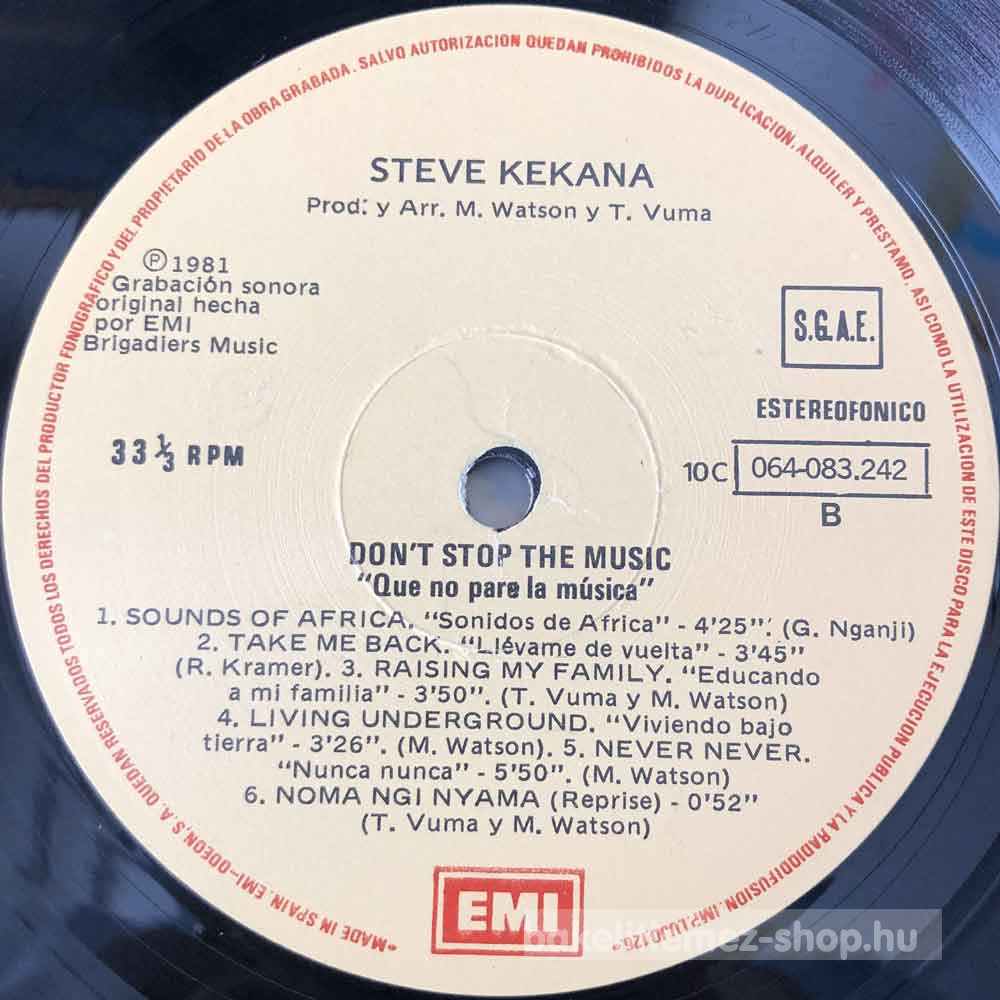 MADE IN SPAIN. EMI-ODEON, S.A. QUEDAN RESERVADOS TODOS LOS DERECHOS DEL PRODUCTOR FONOGRAFICO Y DEL PROPIETARIO DE LA OBRA GRABADA. SALVO AUTORIZACION QUEDAN PROHIBIDOS LA DUPLICACION, ALQUILER Y PRESTAMO, ASI COMO LA UTILIZACION DE ESTE DISCO PARA LA EJECUCION PUBLICA Y LA RADIODIFUSION. IMP. LUJO.126
STEVE KEKANA
Prod: y Arr. M. Watson y T. Vuma
Ⓟ 1981
Grabación sonora
original hecha
por EMI
Brigadiers Music
S.G.A.E.
ESTEREOFONICO
33 1/3 RPM
10C 064-083.242
B
DON'T STOP THE MUSIC
"Que no pare la música"
1. SOUNDS OF AFRICA. "Sonidos de Africa" - 4'25". (G. Nganji)
2. TAKE ME BACK. "Llévame de vuelta" - 3'45"
(R. Kramer). 3. RAISING MY FAMILY. "Educando
a mi familia" - 3'50". (T. Vuma y M. Watson)
4. LIVING UNDERGROUND. "Viviendo bajo
tierra" - 3'26". (M. Watson). 5. NEVER NEVER.
"Nunca nunca" - 5'50". (M. Watson)
6. NOMA NGI NYAMA (Reprise) - 0'52"
(T. Vuma y M. Watson)
EMI
bakelitlemez-shop.hu